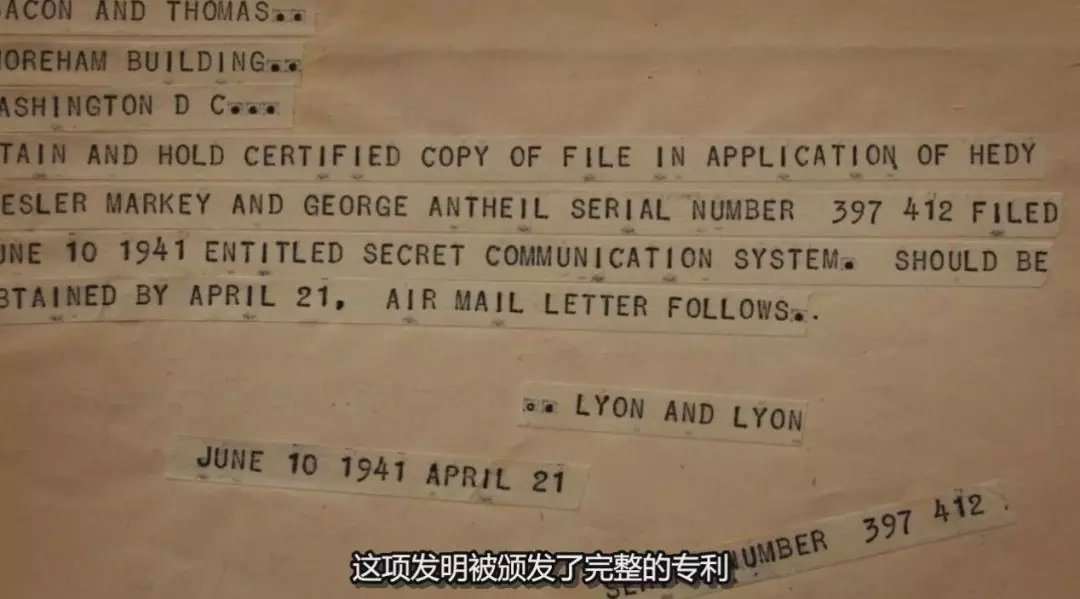 ACON AND THOMAS..
OREHAM BUILDING..
ASHINGTON D C...
TAIN AND HOLD CERTIFIED COPY OF FILE IN APPLICATION OF HEDY
ESLER MARKEY AND GEORGE ANTHEIL SERIAL NUMBER 397 412 FILED
UNE 10 1941 ENTITLED SECRET COMMUNICATION SYSTEM. SHOULD BE
BTAINED BY APRIL 21, AIR MAIL LETTER FOLLOWS..
.. LYON AND LYON
JUNE 10 1941 APRIL 21
NUMBER 397 412 .
这项发明被颁发了完整的专利